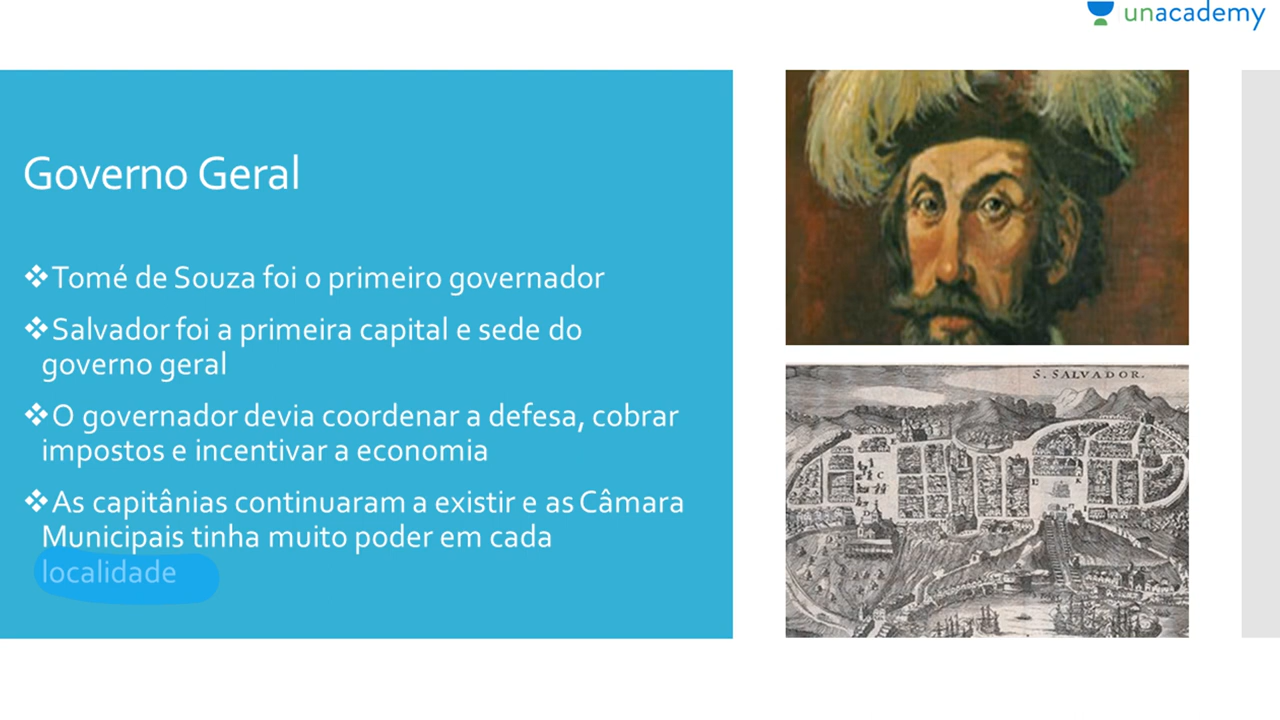 unacademy
Governo Geral
❖Tomé de Souza foi o primeiro governador
❖Salvador foi a primeira capital e sede do
governo geral
❖O governador devia coordenar a defesa, cobrar
impostos e incentivar a economia
❖As capitânias continuaram a existir e as Câmara
Municipais tinha muito poder em cada
localidade
S. SALVADOR.